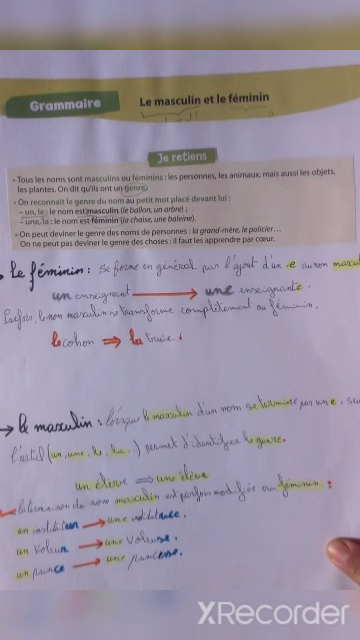 Grammaire
Le masculin et le féminin
Je retiens
• Tous les noms sont masculins ou féminins : les personnes, les animaux, mais aussi les objets,
les plantes. On dit qu'ils ont un genre.
• On reconnaît le genre du nom au petit mot placé devant lui :
– un, le : le nom est masculin (le ballon, un arbre) ;
– une, la : le nom est féminin (la chaise, une baleine).
• On peut deviner le genre des noms de personnes : la grand-mère, le policier…
On ne peut pas deviner le genre des choses : il faut les apprendre par cœur.
Le féminin : se forme en général par l'ajout d'un -e au nom mascul
un enseignant → une enseignante.
Parfois, le nom masculin se transforme complètement au féminin.
le cohon ⇒ la truie.
→ le masculin : lorsque le masculin d'un nom se termine par un e, seu
l'articl (un, une, le, la..) permet d'identifier le genre.
un élève ⇒ une élève
la terminaison du nom masculin est parfois modifiée au féminin :
un instituteur → une institutrice.
un voleur → une voleuse.
un prince → une princesse.
XRecorder